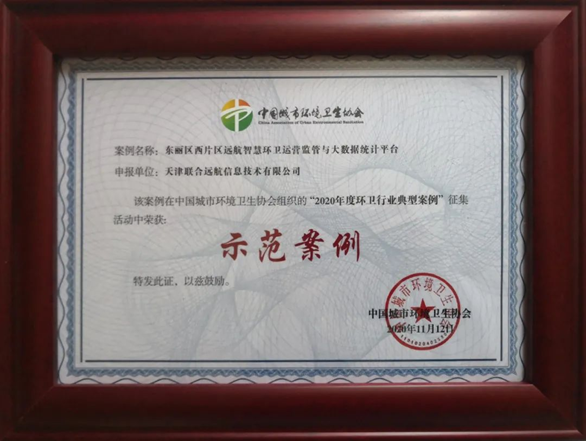 中国城市环境卫生协会
China Association of Urban Environmental Sanitation
案例名称：东丽区西片区远航智慧环卫运营监管与大数据统计平台
申报单位：天津联合远航信息技术有限公司
该案例在中国城市环境卫生协会组织的“2020年度环卫行业典型案例”征集
活动中荣获：
示范案例
特发此证，以兹鼓励。
中国城市环境卫生协会
2020年11月12日